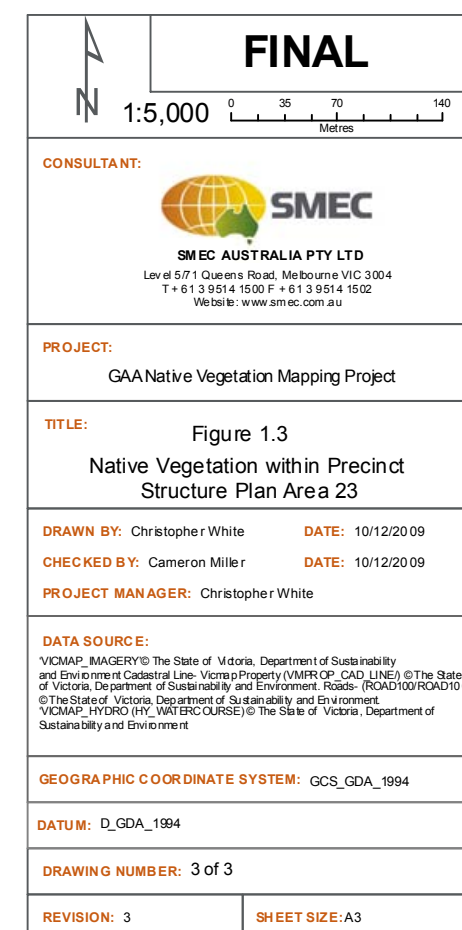 FINAL
N
1:5,000
0 35 70 140
Metres
CONSULTANT:
SMEC
SMEC AUSTRALIA PTY LTD
Level 5/71 Queens Road, Melbourne VIC 3004
T + 61 3 9514 1500 F + 61 3 9514 1502
Website: www.smec.com.au
PROJECT:
GAA Native Vegetation Mapping Project
TITLE:
Figure 1.3
Native Vegetation within Precinct
Structure Plan Area 23
DRAWN BY: Christopher White DATE: 10/12/2009
CHECKED BY: Cameron Miller DATE: 10/12/2009
PROJECT MANAGER: Christopher White
DATA SOURCE:
'VICMAP_IMAGERY'© The State of Victoria, Department of Sustainability
and Environment Cadastral Line- Vicmap Property (VMPROP_CAD_LINE/) © The State
of Victoria, Department of Sustainability and Environment. Roads- (ROAD100/ROAD10
© The State of Victoria, Department of Sustainability and Environment.
'VICMAP_HYDRO (HY_WATERCOURSE) © The State of Victoria, Department of
Sustainability and Environment
GEOGRAPHIC COORDINATE SYSTEM: GCS_GDA_1994
DATUM: D_GDA_1994
DRAWING NUMBER: 3 of 3
REVISION: 3 SHEET SIZE: A3